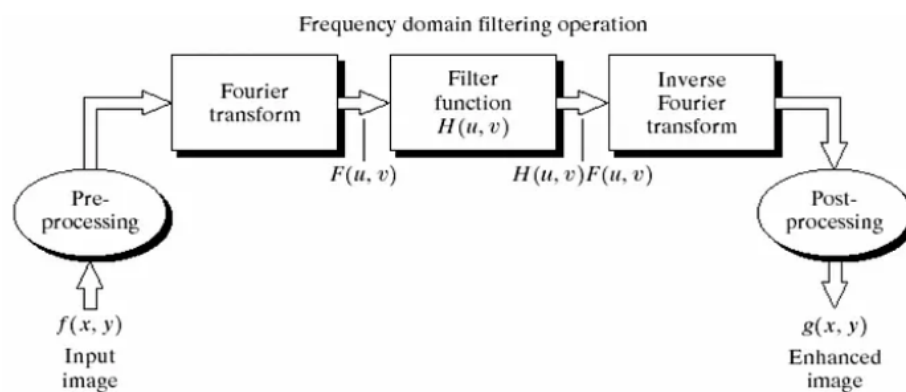 Frequency domain filtering operation
Fourier
transform
Filter
function
H(u, v)
Inverse
Fourier
transform
F(u, v)
H(u, v)F(u, v)
Pre-
processing
Post-
processing
f(x, y)
Input
image
g(x, y)
Enhanced
image